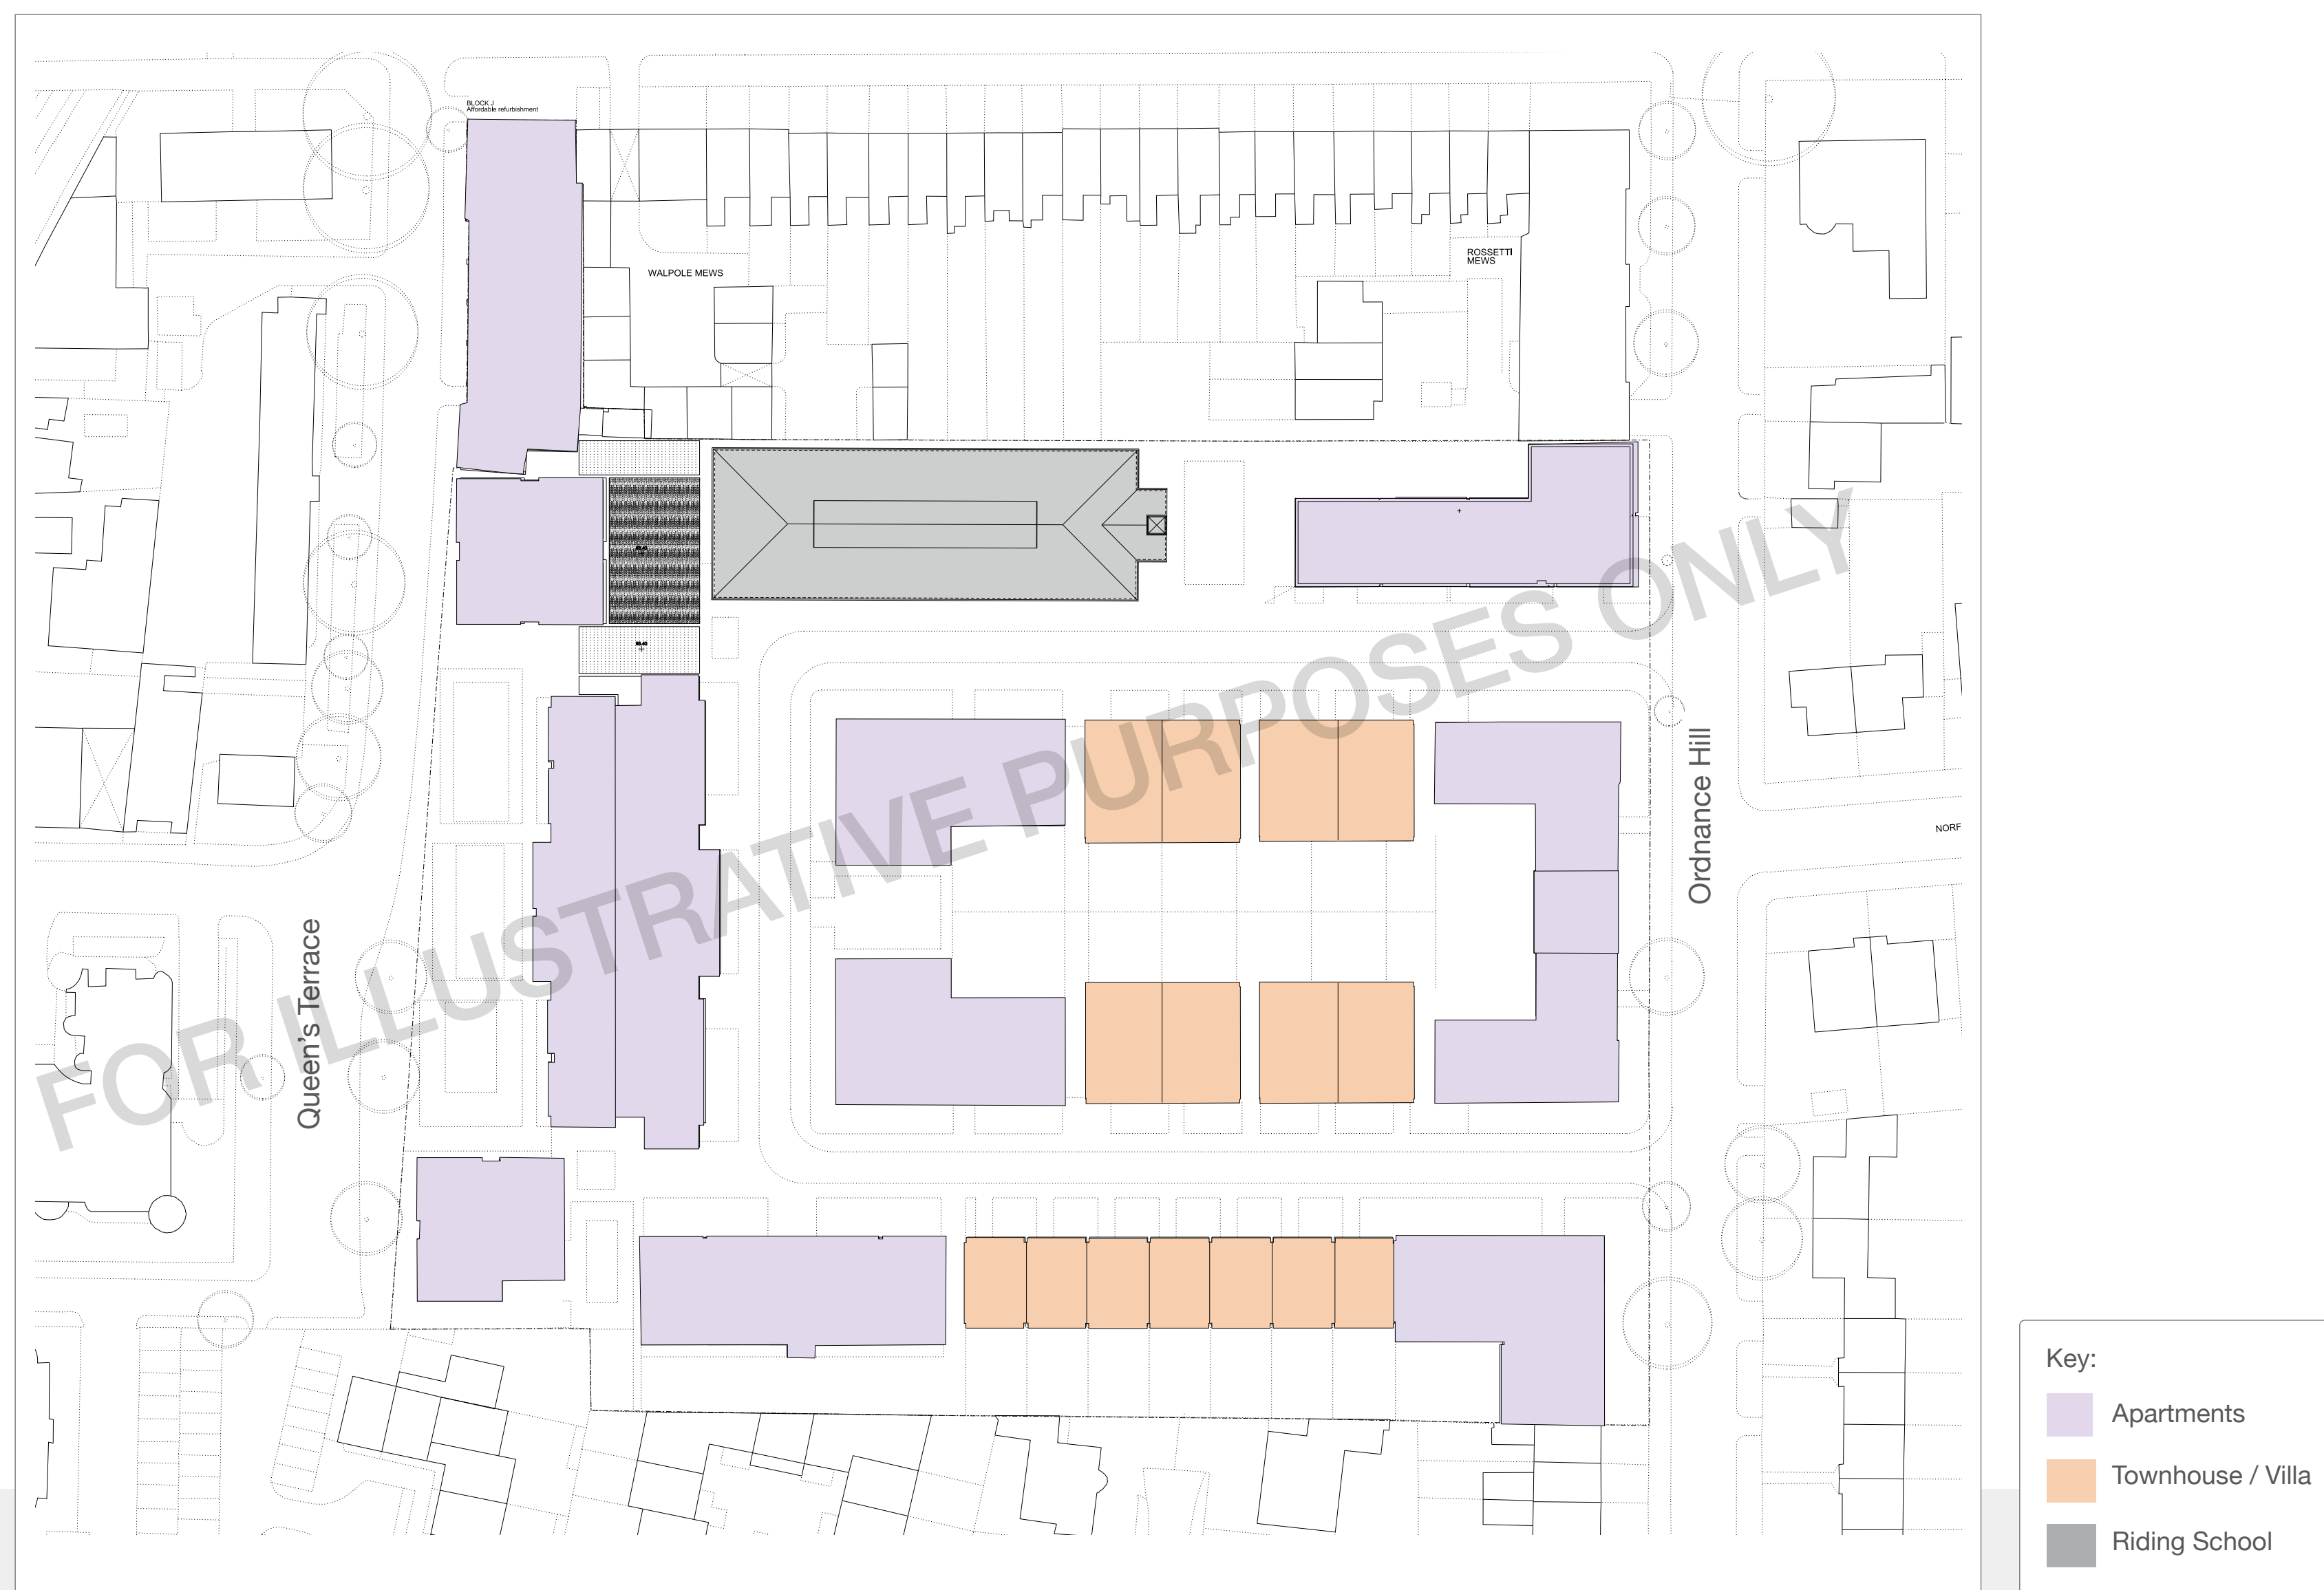 BLOCK J
Affordable refurbishment
WALPOLE MEWS
ROSSETTI
MEWS
FOR ILLUSTRATIVE PURPOSES ONLY
Ordnance Hill
NORF
Queen's Terrace
Key:
Apartments
Townhouse / Villa
Riding School